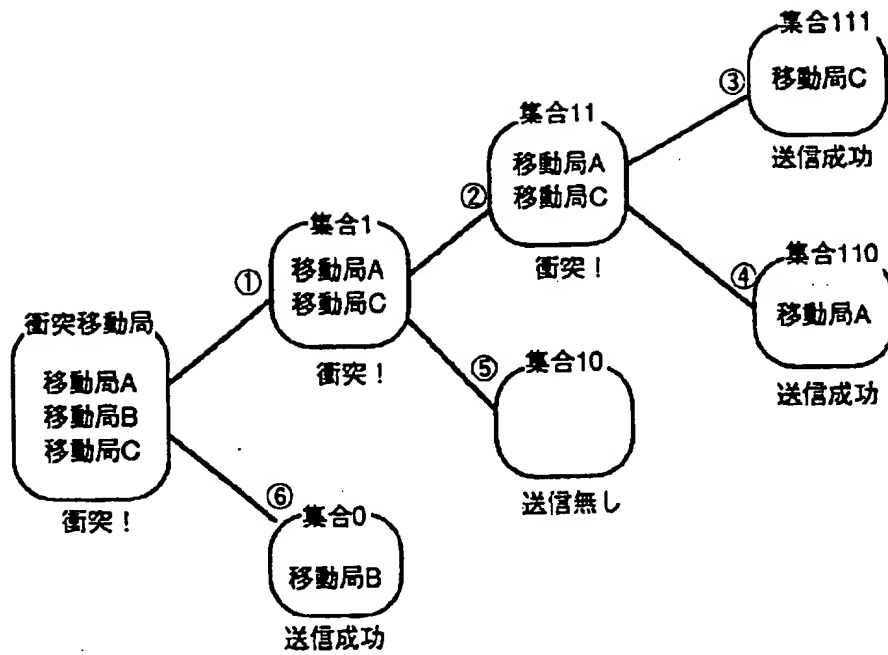 集合111
移動局C
③
送信成功
集合11
移動局A
移動局C
②
衝突！
集合110
④
移動局A
送信成功
集合1
①
移動局A
移動局C
衝突！
⑤
集合10
送信無し
衝突移動局
移動局A
移動局B
移動局C
衝突！
⑥
集合0
移動局B
送信成功